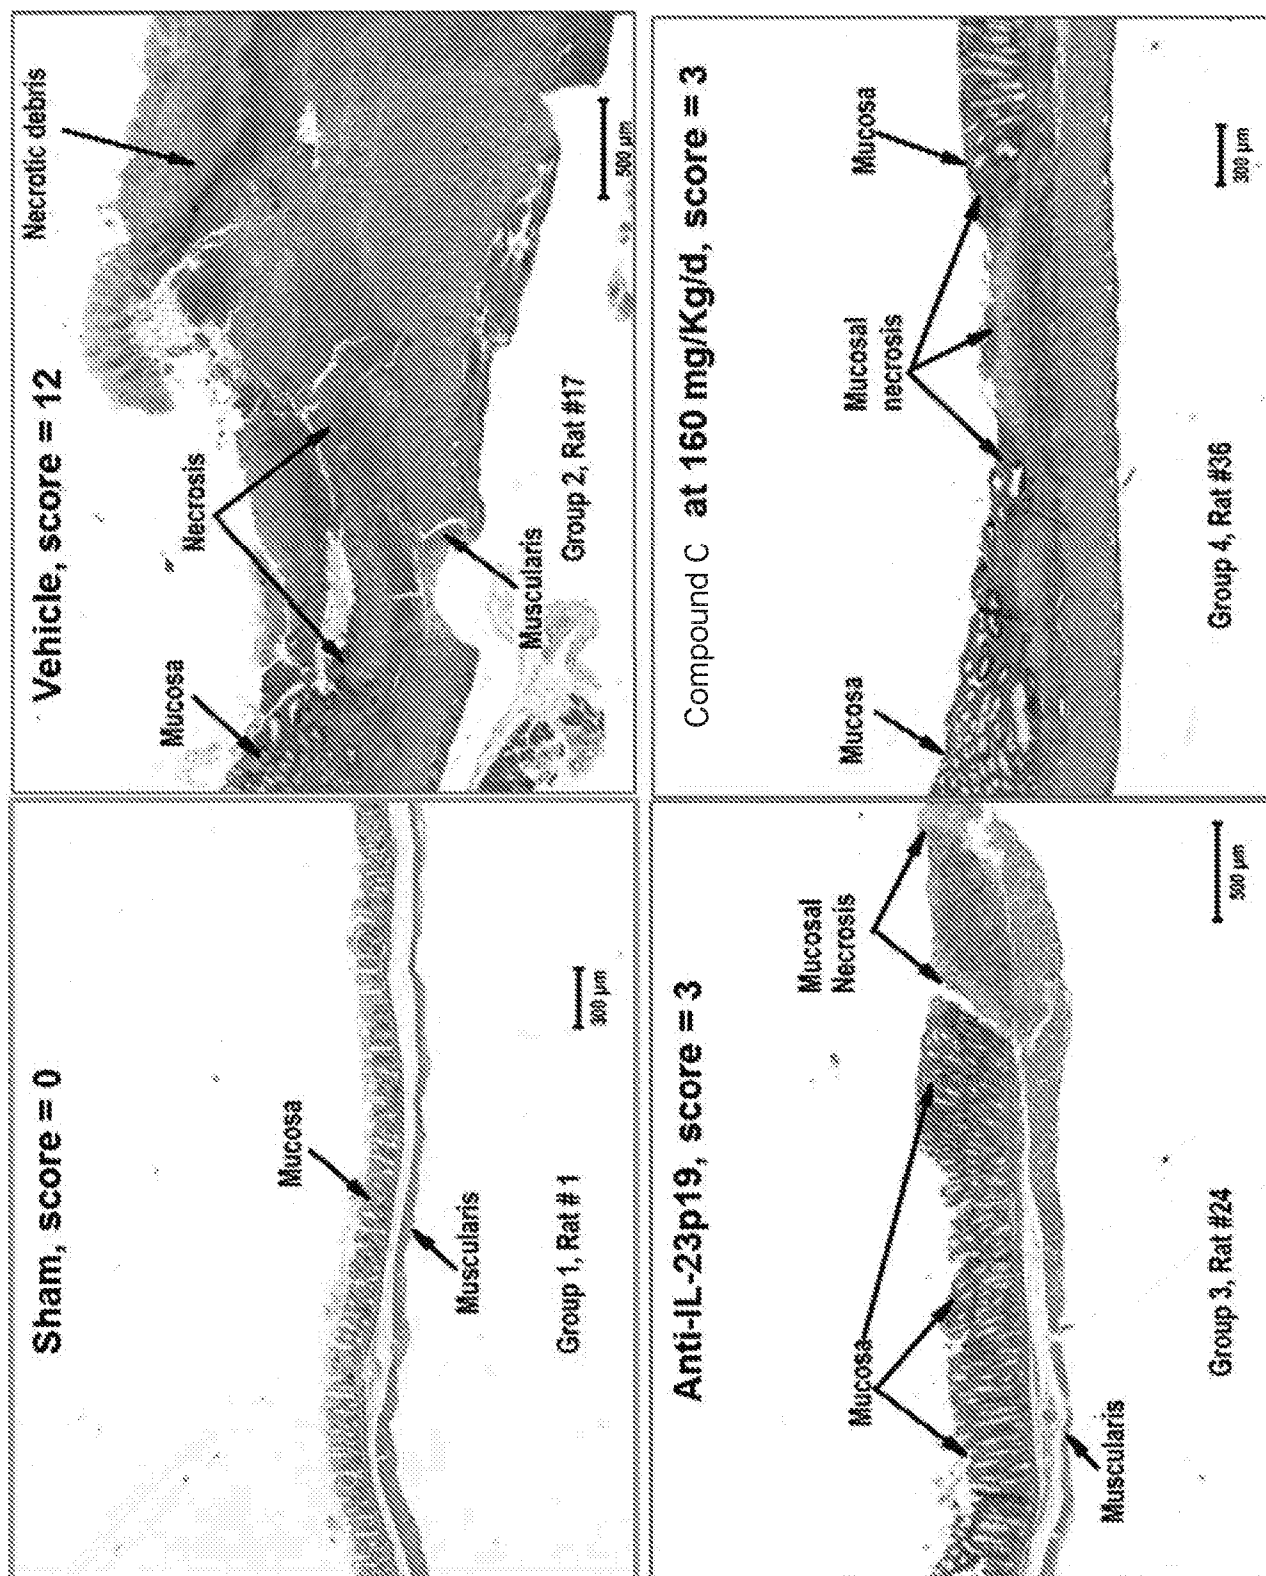 Sham, score = 0
Mucosa
Muscularis
Group 1, Rat # 1
300 µm
Vehicle, score = 12
Necrotic debris
Necrosis
Mucosa
Muscularis
Group 2, Rat #17
500 µm
Anti-IL-23p19, score = 3
Mucosal
Necrosis
Mucosa
Muscularis
Group 3, Rat #24
500 µm
Compound C at 160 mg/Kg/d, score = 3
Mucosa
Mucosal
necrosis
Mucosa
Group 4, Rat #36
300 µm